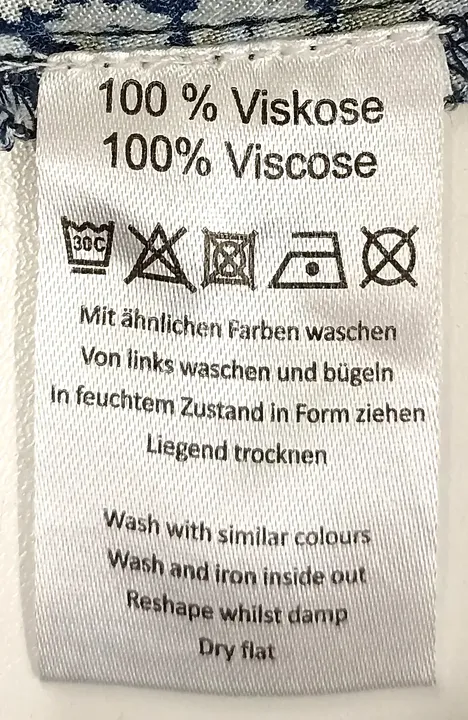 100 % Viskose
100% Viscose
30C
Mit ähnlichen Farben waschen
Von links waschen und bügeln
In feuchtem Zustand in Form ziehen
Liegend trocknen
Wash with similar colours
Wash and iron inside out
Reshape whilst damp
Dry flat